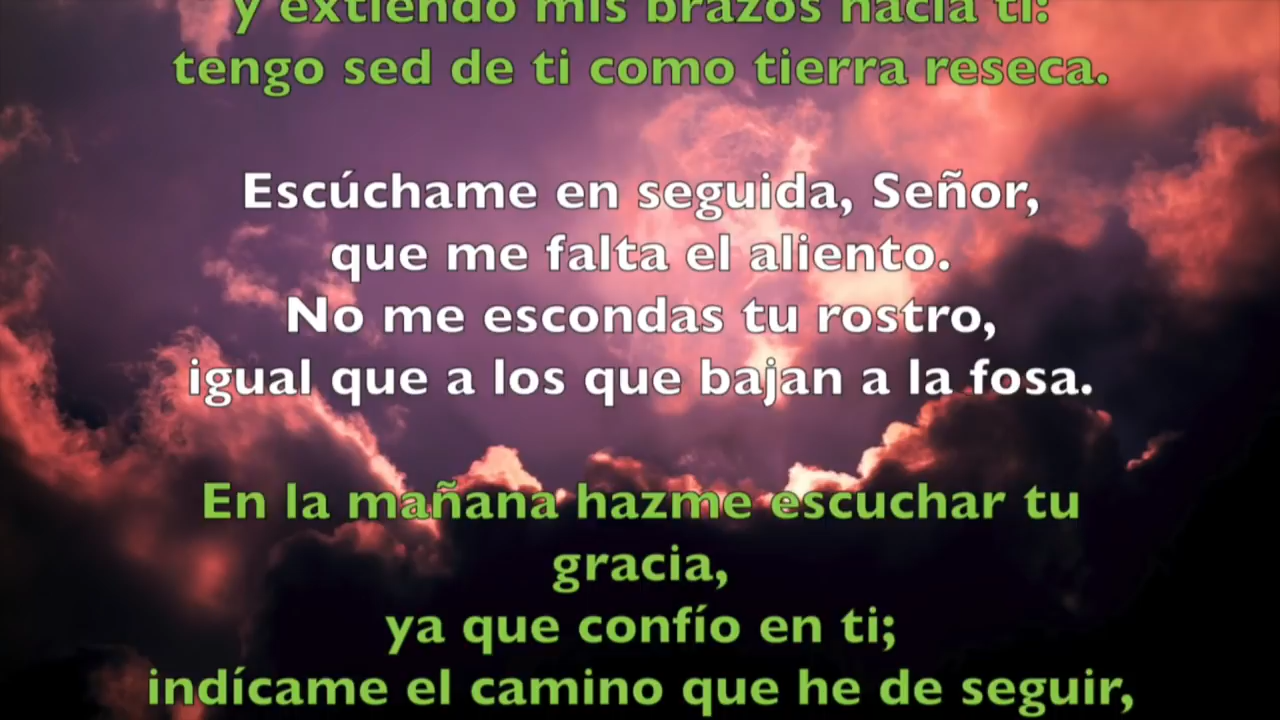 y extiendo mis brazos hacia ti:
tengo sed de ti como tierra reseca.
Escúchame en seguida, Señor,
que me falta el aliento.
No me escondas tu rostro,
igual que a los que bajan a la fosa.
En la mañana hazme escuchar tu
gracia,
ya que confío en ti;
indícame el camino que he de seguir,